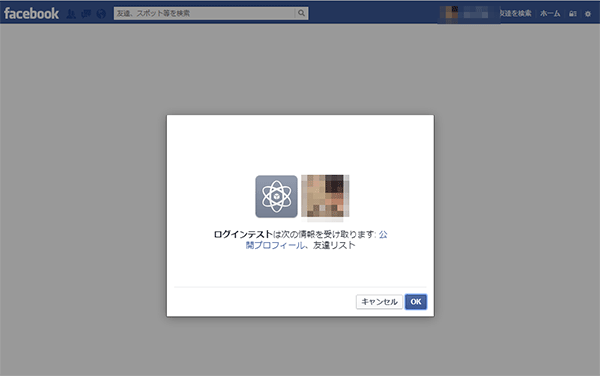 facebook
友達、スポット等を検索
友達を検索
ホーム
ログインテストは次の情報を受け取ります: 公
開プロフィール、友達リスト
キャンセル
OK